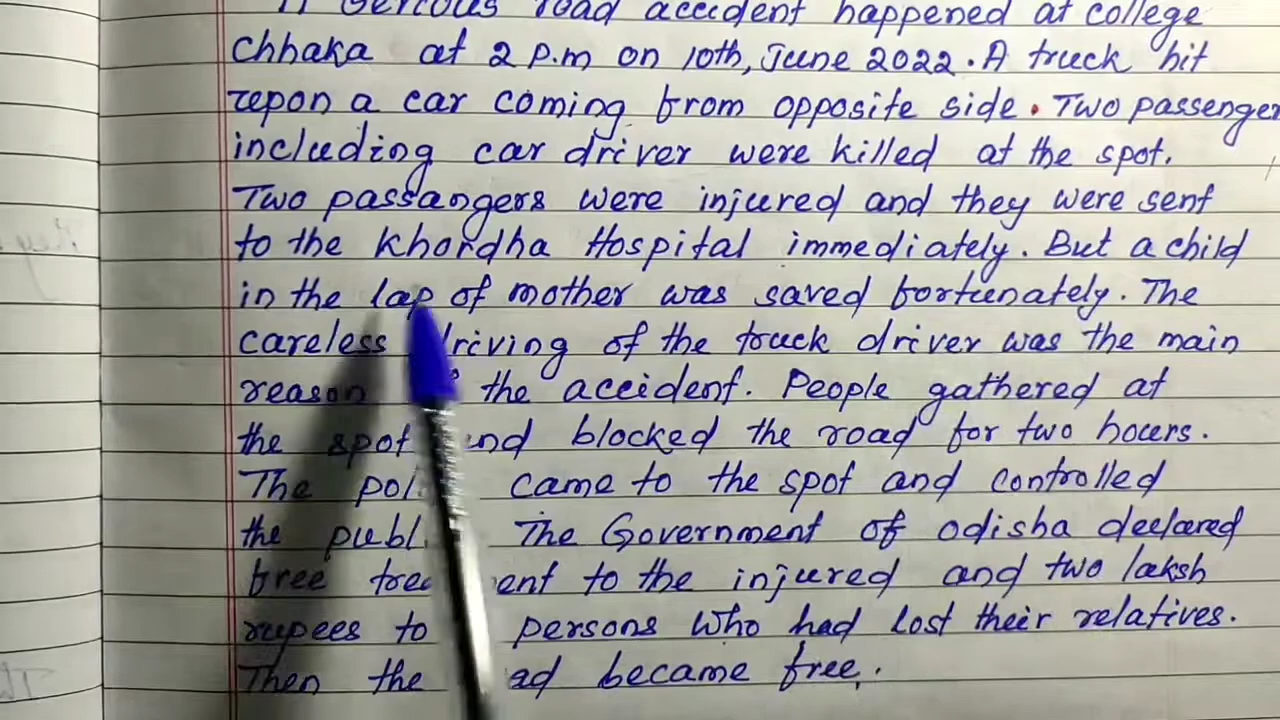 A serious road accident happened at college
Chhaka at 2 P.m on 10th, June 2022. A truck hit
upon a car coming from opposite side. Two passenger
including car driver were killed at the spot.
Two passangers were injured and they were sent
to the Khordha Hospital immediately. But a child
in the lap of mother was saved fortunately. The
careless driving of the truck driver was the main
reason the accident. People gathered at
the spot and blocked the road for two hours.
The came to the spot and controlled
the The Government of odisha declared
free to the injured and two laksh
rupees to persons who had lost their relatives.
Then the became free.